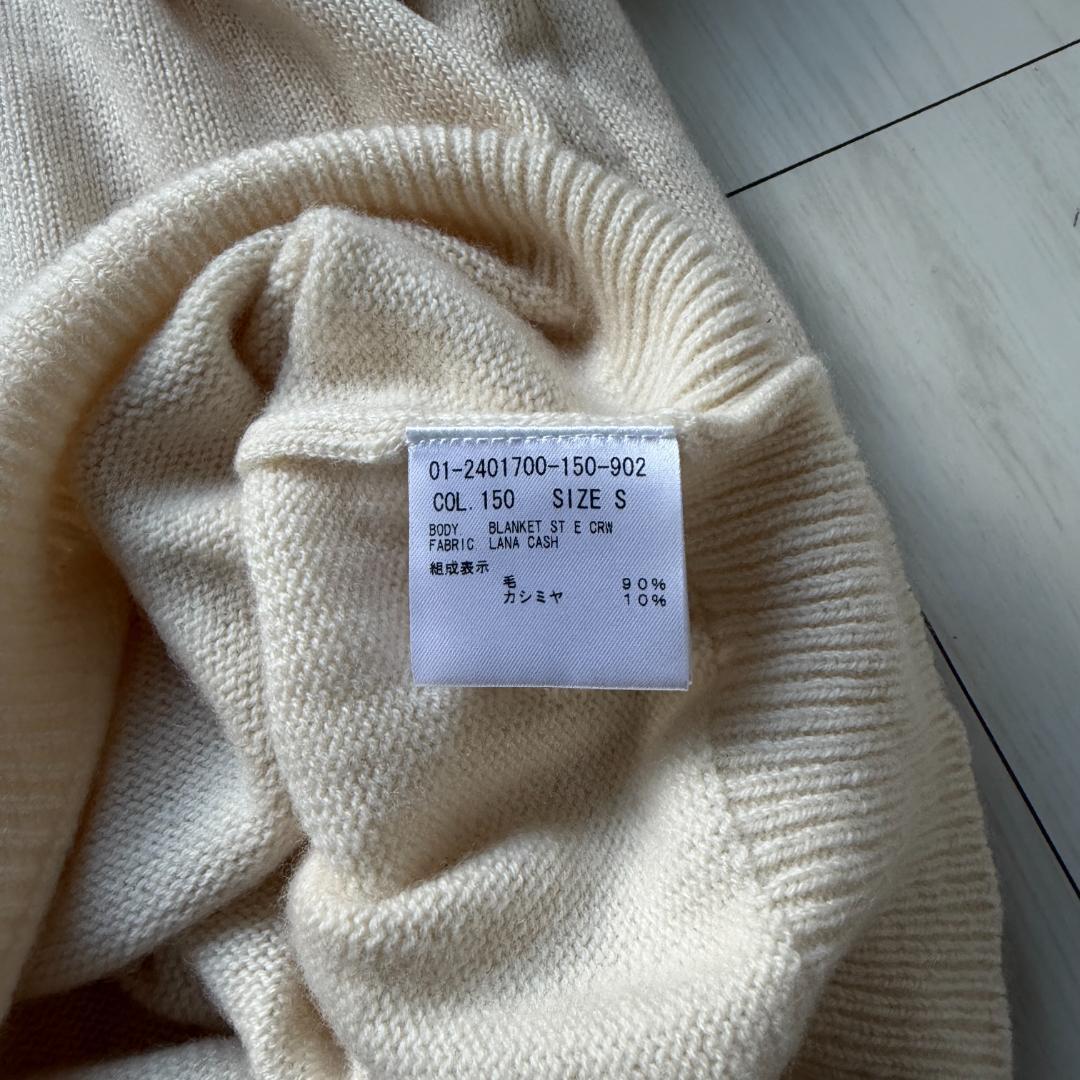 01-2401700-150-902
COL. 150 SIZE S
BODY BLANKET ST E CRW
FABRIC LANA CASH
組成表示
毛 90%
カシミヤ 10%